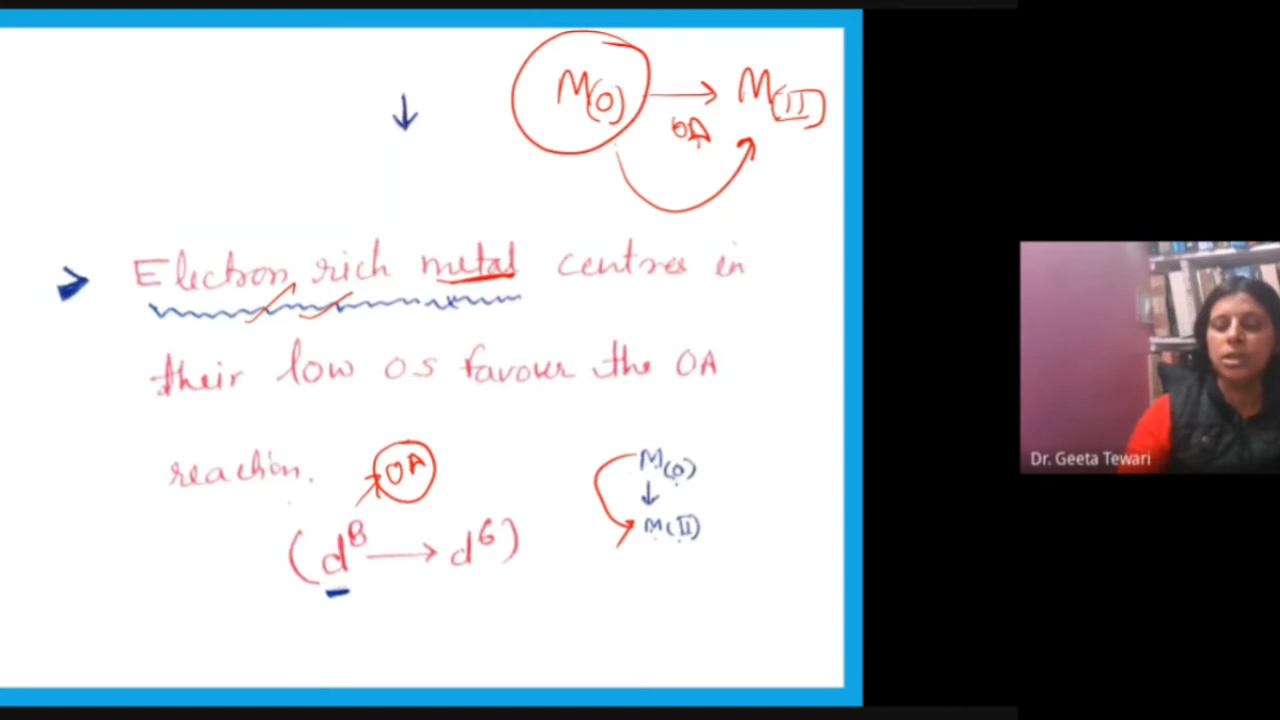 M(0) → M(II)
OA
Electron rich metal centres in
their low OS favour the OA
reaction.
OA
(d⁸ → d⁶)
M(0)
↓
M(II)
Dr. Geeta Tewari